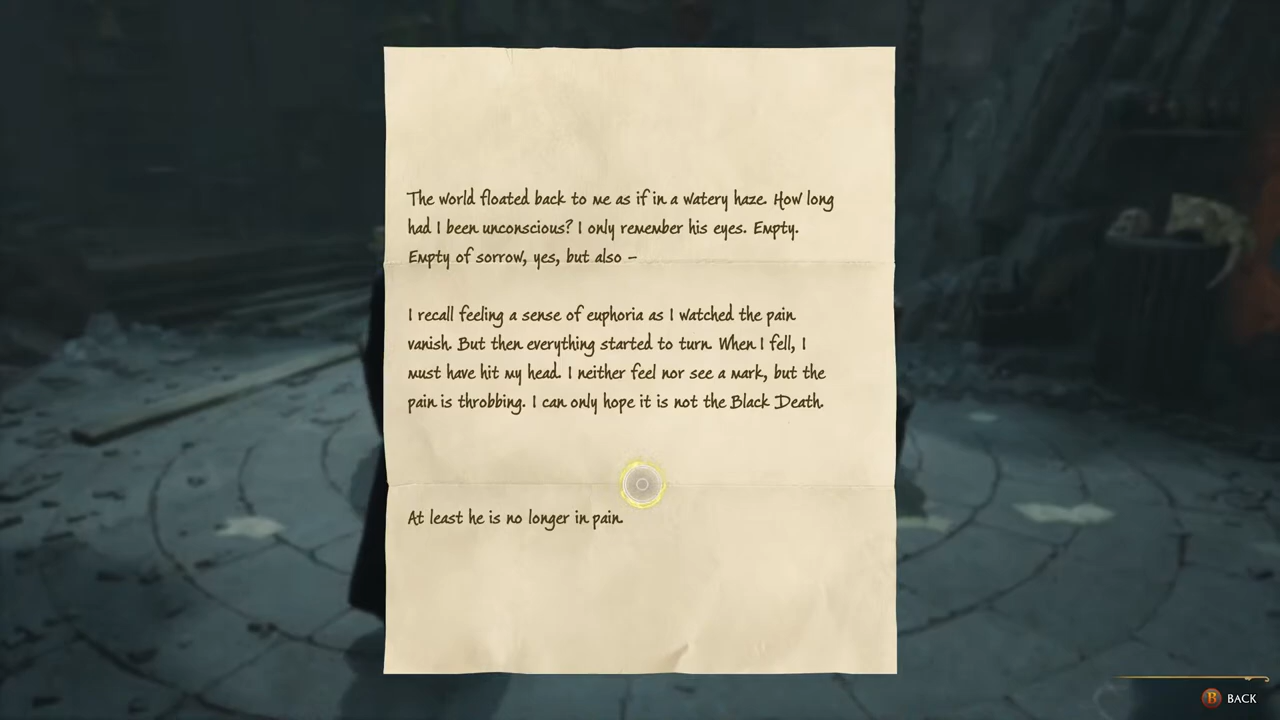 The world floated back to me as if in a watery haze. How long
had I been unconscious? I only remember his eyes. Empty.
Empty of sorrow, yes, but also –
I recall feeling a sense of euphoria as I watched the pain
vanish. But then everything started to turn. When I fell, I
must have hit my head. I neither feel nor see a mark, but the
pain is throbbing. I can only hope it is not the Black Death.
At least he is no longer in pain.
B BACK